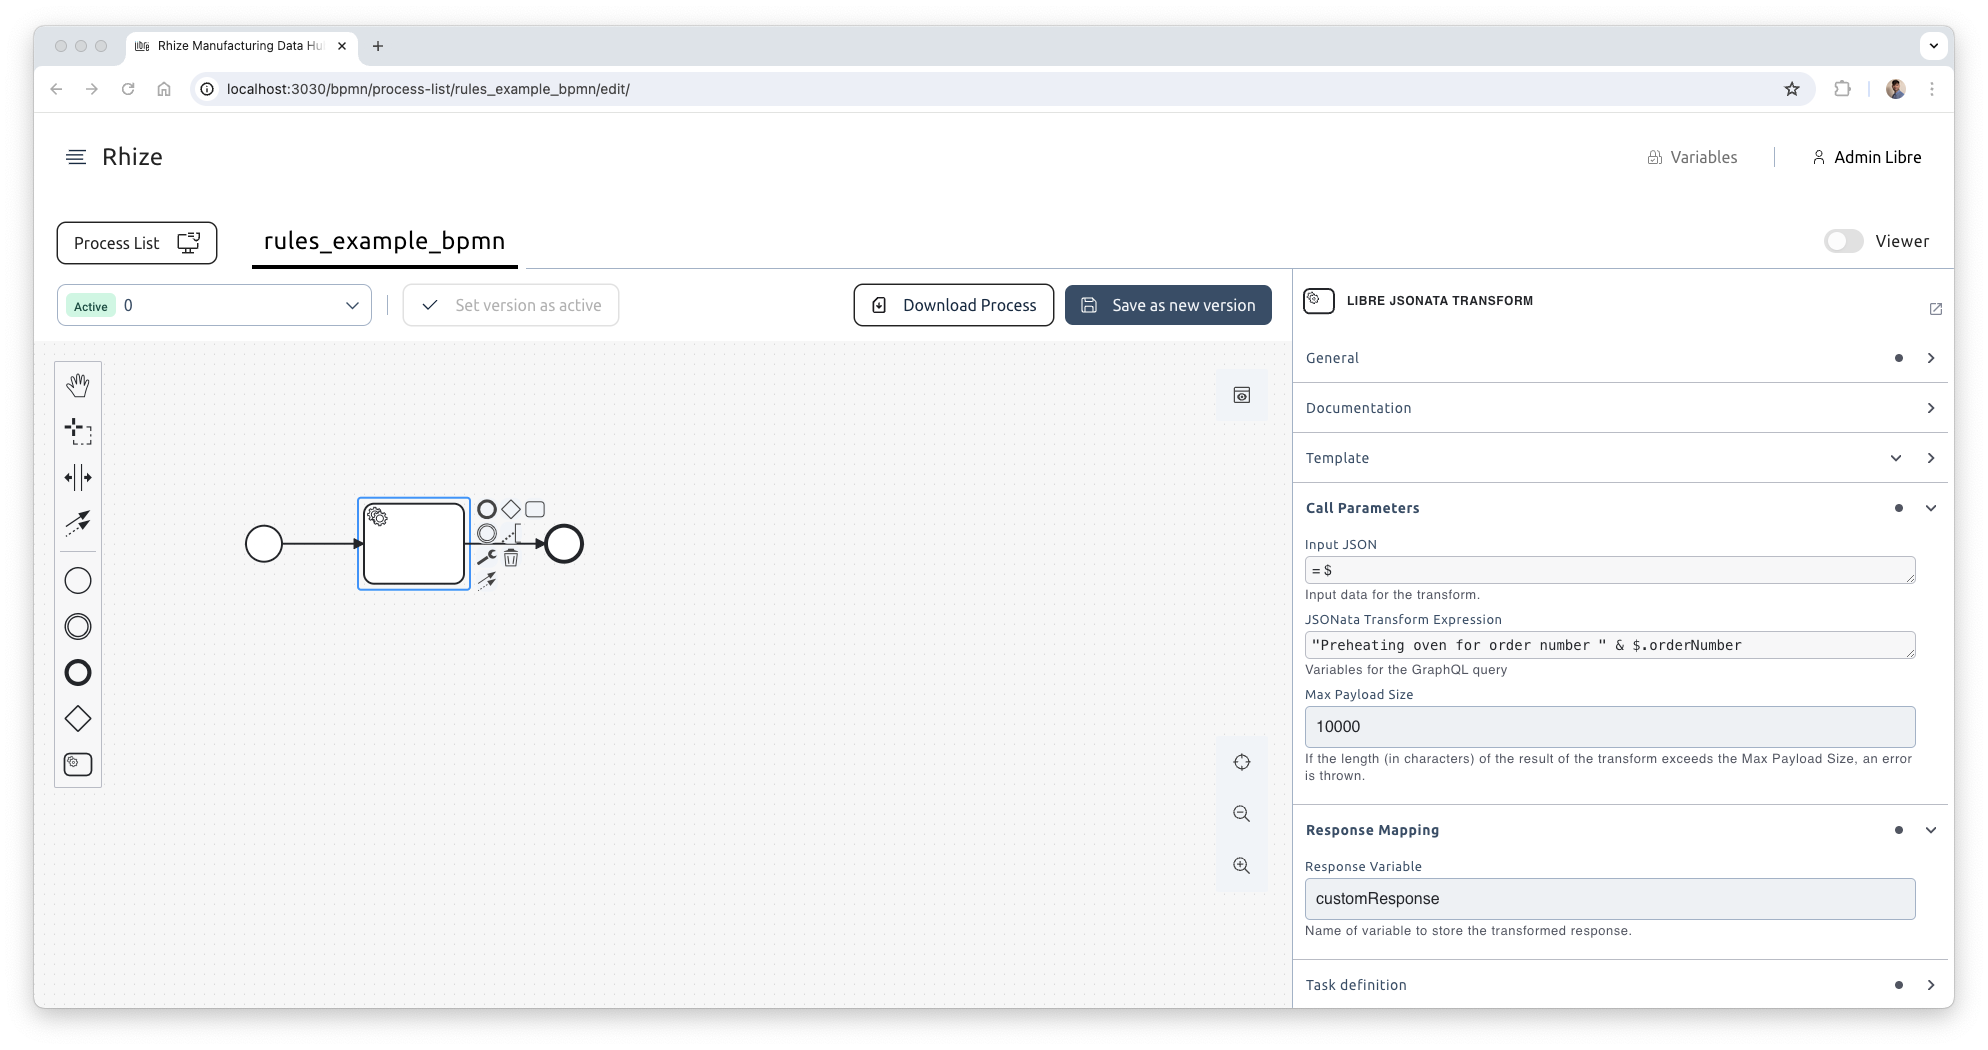 Rhize Manufacturing Data Hu
localhost:3030/bpmn/process-list/rules_example_bpmn/edit/
Rhize
Variables
Admin Libre
Process List
rules_example_bpmn
Viewer
Active 0
Set version as active
Download Process
Save as new version
LIBRE JSONATA TRANSFORM
General
Documentation
Template
Call Parameters
Input JSON
= $
Input data for the transform.
JSONata Transform Expression
"Preheating oven for order number " & $.orderNumber
Variables for the GraphQL query
Max Payload Size
10000
If the length (in characters) of the result of the transform exceeds the Max Payload Size, an error
is thrown.
Response Mapping
Response Variable
customResponse
Name of variable to store the transformed response.
Task definition